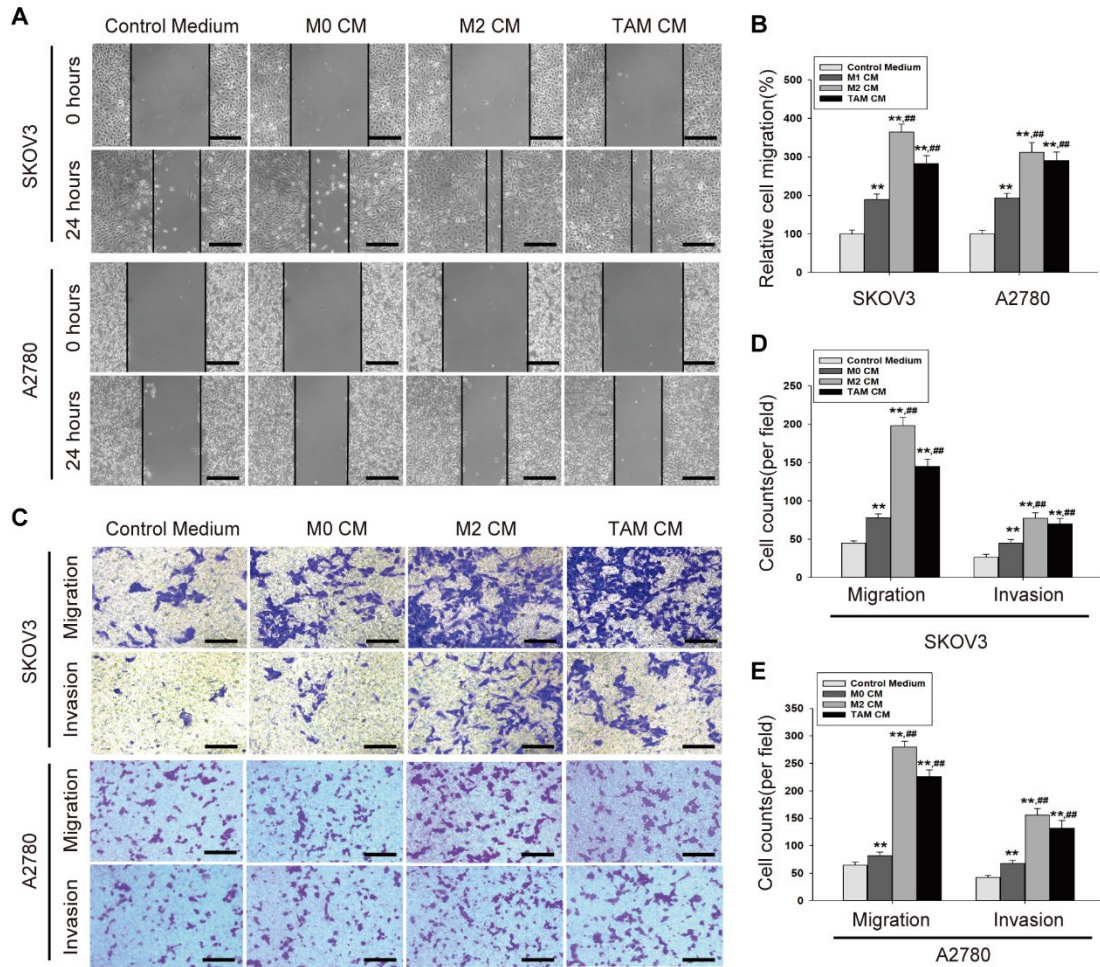 A
Control Medium M0 CM M2 CM TAM CM
SKOV3
0 hours
24 hours
A2780
0 hours
24 hours
B
Control Medium
M1 CM
M2 CM
TAM CM
Relative cell migration(%)
500
400
300
200
100
0
** **,## **,## ** **,## **,##
SKOV3 A2780
C
Control Medium M0 CM M2 CM TAM CM
SKOV3
Migration
Invasion
A2780
Migration
Invasion
D
Control Medium
M0 CM
M2 CM
TAM CM
Cell counts(per field)
250
200
150
100
50
0
** **,## **,## ** **,## **,##
Migration Invasion
SKOV3
E
Control Medium
M0 CM
M2 CM
TAM CM
Cell counts(per field)
350
300
250
200
150
100
50
0
** **,## **,## ** **,## **,##
Migration Invasion
A2780